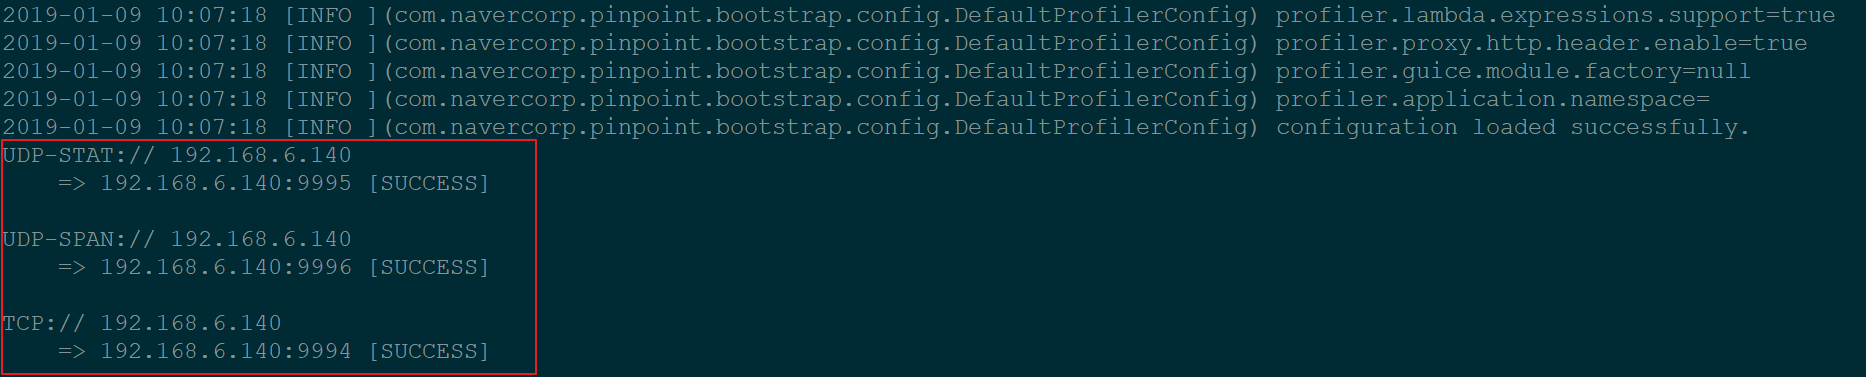 2019-01-09 10:07:18 [INFO ](com.navercorp.pinpoint.bootstrap.config.DefaultProfilerConfig) profiler.lambda.expressions.support=true
2019-01-09 10:07:18 [INFO ](com.navercorp.pinpoint.bootstrap.config.DefaultProfilerConfig) profiler.proxy.http.header.enable=true
2019-01-09 10:07:18 [INFO ](com.navercorp.pinpoint.bootstrap.config.DefaultProfilerConfig) profiler.guice.module.factory=null
2019-01-09 10:07:18 [INFO ](com.navercorp.pinpoint.bootstrap.config.DefaultProfilerConfig) profiler.application.namespace=
2019-01-09 10:07:18 [INFO ](com.navercorp.pinpoint.bootstrap.config.DefaultProfilerConfig) configuration loaded successfully.
UDP-STAT:// 192.168.6.140
    => 192.168.6.140:9995 [SUCCESS]
UDP-SPAN:// 192.168.6.140
    => 192.168.6.140:9996 [SUCCESS]
TCP:// 192.168.6.140
    => 192.168.6.140:9994 [SUCCESS]